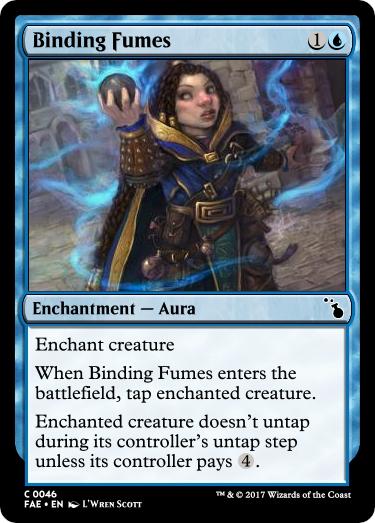 Binding Fumes 1
Enchantment — Aura
Enchant creature
When Binding Fumes enters the
battlefield, tap enchanted creature.
Enchanted creature doesn't untap
during its controller's untap step
unless its controller pays 4.
C 0046
FAE • EN L'Wren Scott
™ & © 2017 Wizards of the Coast